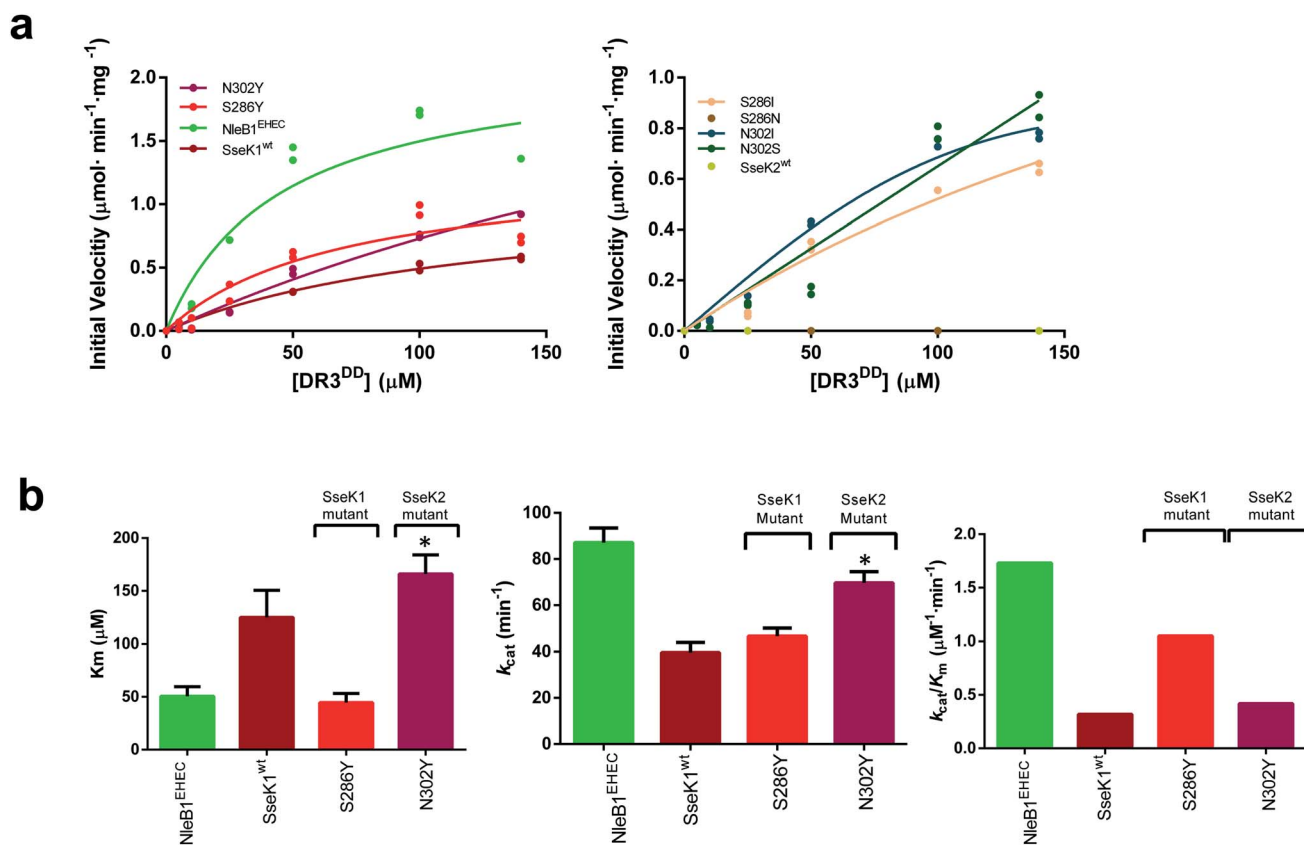 a
Initial Velocitiy (μmol· min⁻¹·mg ⁻¹)
2.0
1.5
1.0
0.5
0.0
N302Y
S286Y
NleB1ᴱᴴᴱᶜ
SseK1ʷᵗ
0
50
100
150
[DR3ᴰᴰ] (μM)
Initial Velocitiy (μmol· min⁻¹·mg ⁻¹)
1.0
0.8
0.6
0.4
0.2
0.0
S286I
S286N
N302I
N302S
SseK2ʷᵗ
0
50
100
150
[DR3ᴰᴰ] (μM)
b
Km (μM)
200
150
100
50
0
SseK1
mutant
SseK2
mutant
*
NleB1ᴱᴴᴱᶜ
SseK1ʷᵗ
S286Y
N302Y
kcat (min⁻¹)
100
80
60
40
20
0
SseK1
Mutant
SseK2
Mutant
*
NleB1ᴱᴴᴱᶜ
SseK1ʷᵗ
S286Y
N302Y
kcat/Km (μM⁻¹·min⁻¹)
2.0
1.5
1.0
0.5
0.0
SseK1
mutant
SseK2
mutant
NleB1ᴱᴴᴱᶜ
SseK1ʷᵗ
S286Y
N302Y